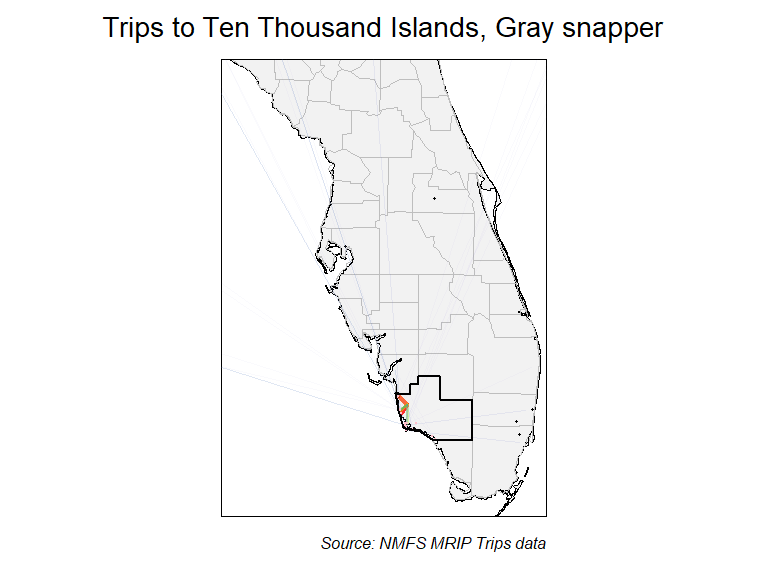 Trips to Ten Thousand Islands, Gray snapper
Source: NMFS MRIP Trips data